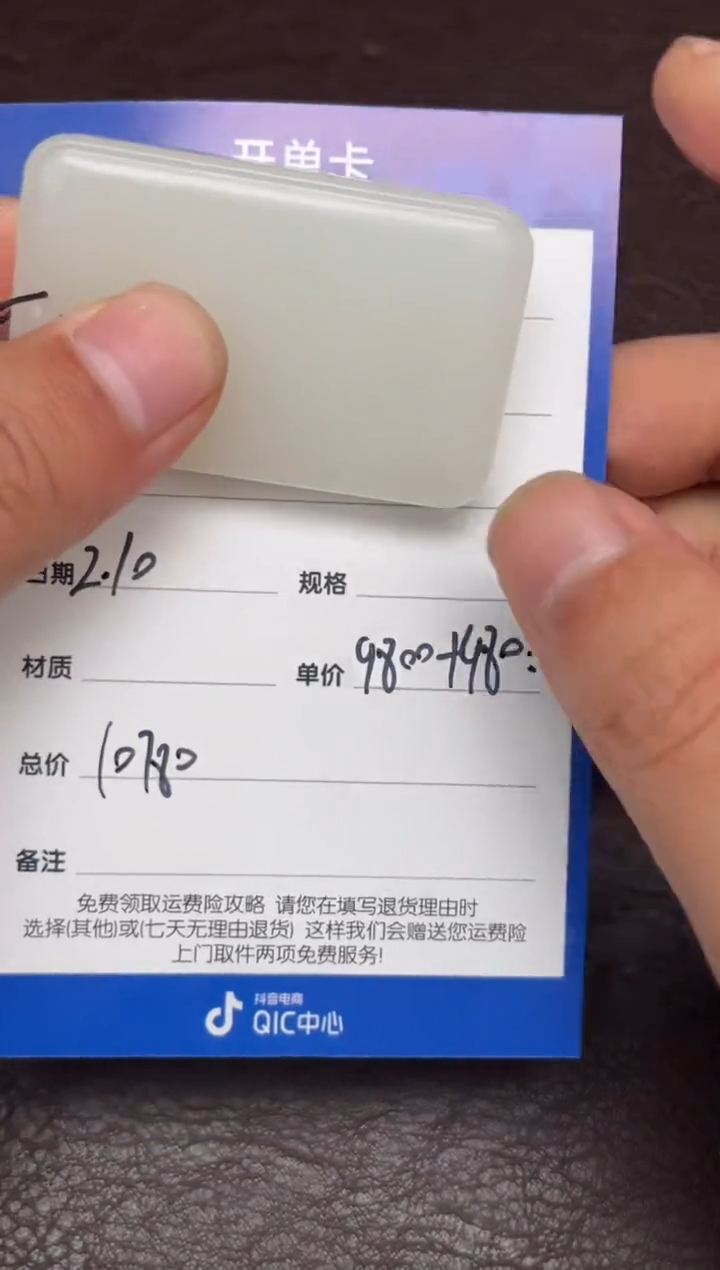 开单卡
日期 2.10 规格
材质 单价 9800+980:
总价 10780
备注
免费领取运费险攻略 请您在填写退货理由时
选择(其他)或(七天无理由退货) 这样我们会赠送您运费险
上门取件两项免费服务!
抖音电商
QIC中心